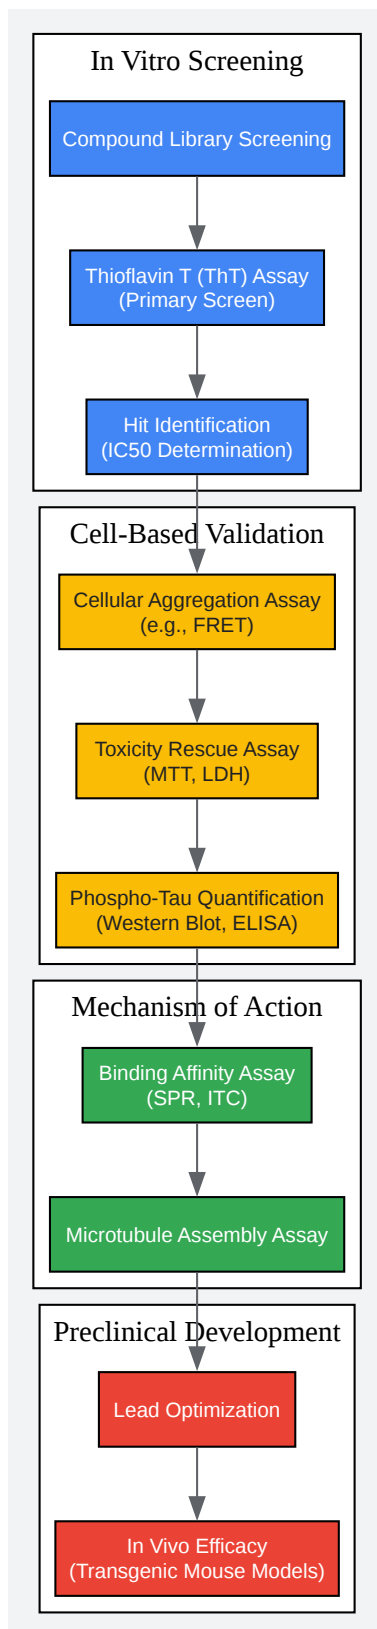 In Vitro Screening
Compound Library Screening
Thioflavin T (ThT) Assay
(Primary Screen)
Hit Identification
(IC50 Determination)
Cell-Based Validation
Cellular Aggregation Assay
(e.g., FRET)
Toxicity Rescue Assay
(MTT, LDH)
Phospho-Tau Quantification
(Western Blot, ELISA)
Mechanism of Action
Binding Affinity Assay
(SPR, ITC)
Microtubule Assembly Assay
Preclinical Development
Lead Optimization
In Vivo Efficacy
(Transgenic Mouse Models)